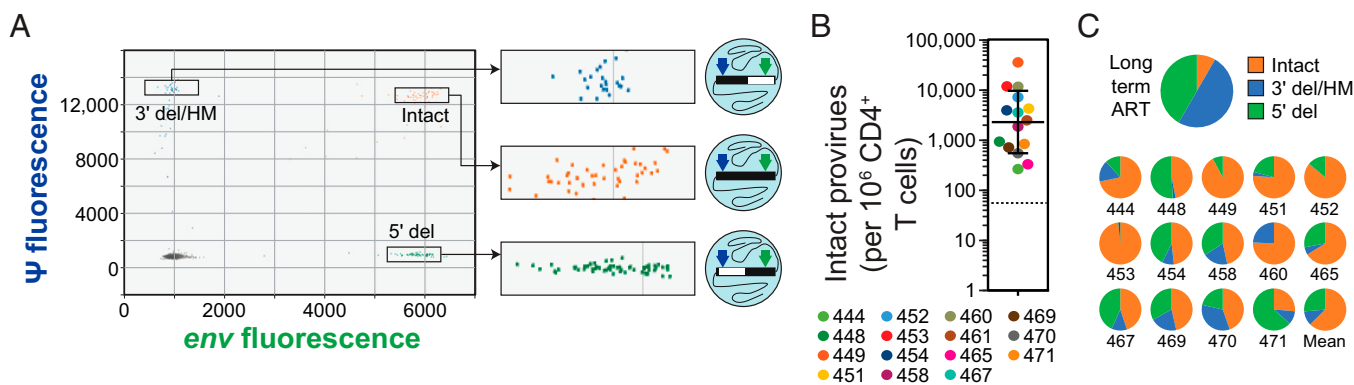 A
Ψ fluorescence
12,000
8000
4000
0
0 2000 4000 6000
env fluorescence
3' del/HM
Intact
5' del
B
Intact proviruses
(per 10⁶ CD4⁺
T cells)
100,000
10,000
1,000
100
10
1
444 452 460 469
448 453 461 470
449 454 465 471
451 458 467
C
Long
term
ART
Intact
3' del/HM
5' del
444 448 449 451 452
453 454 458 460 465
467 469 470 471 Mean